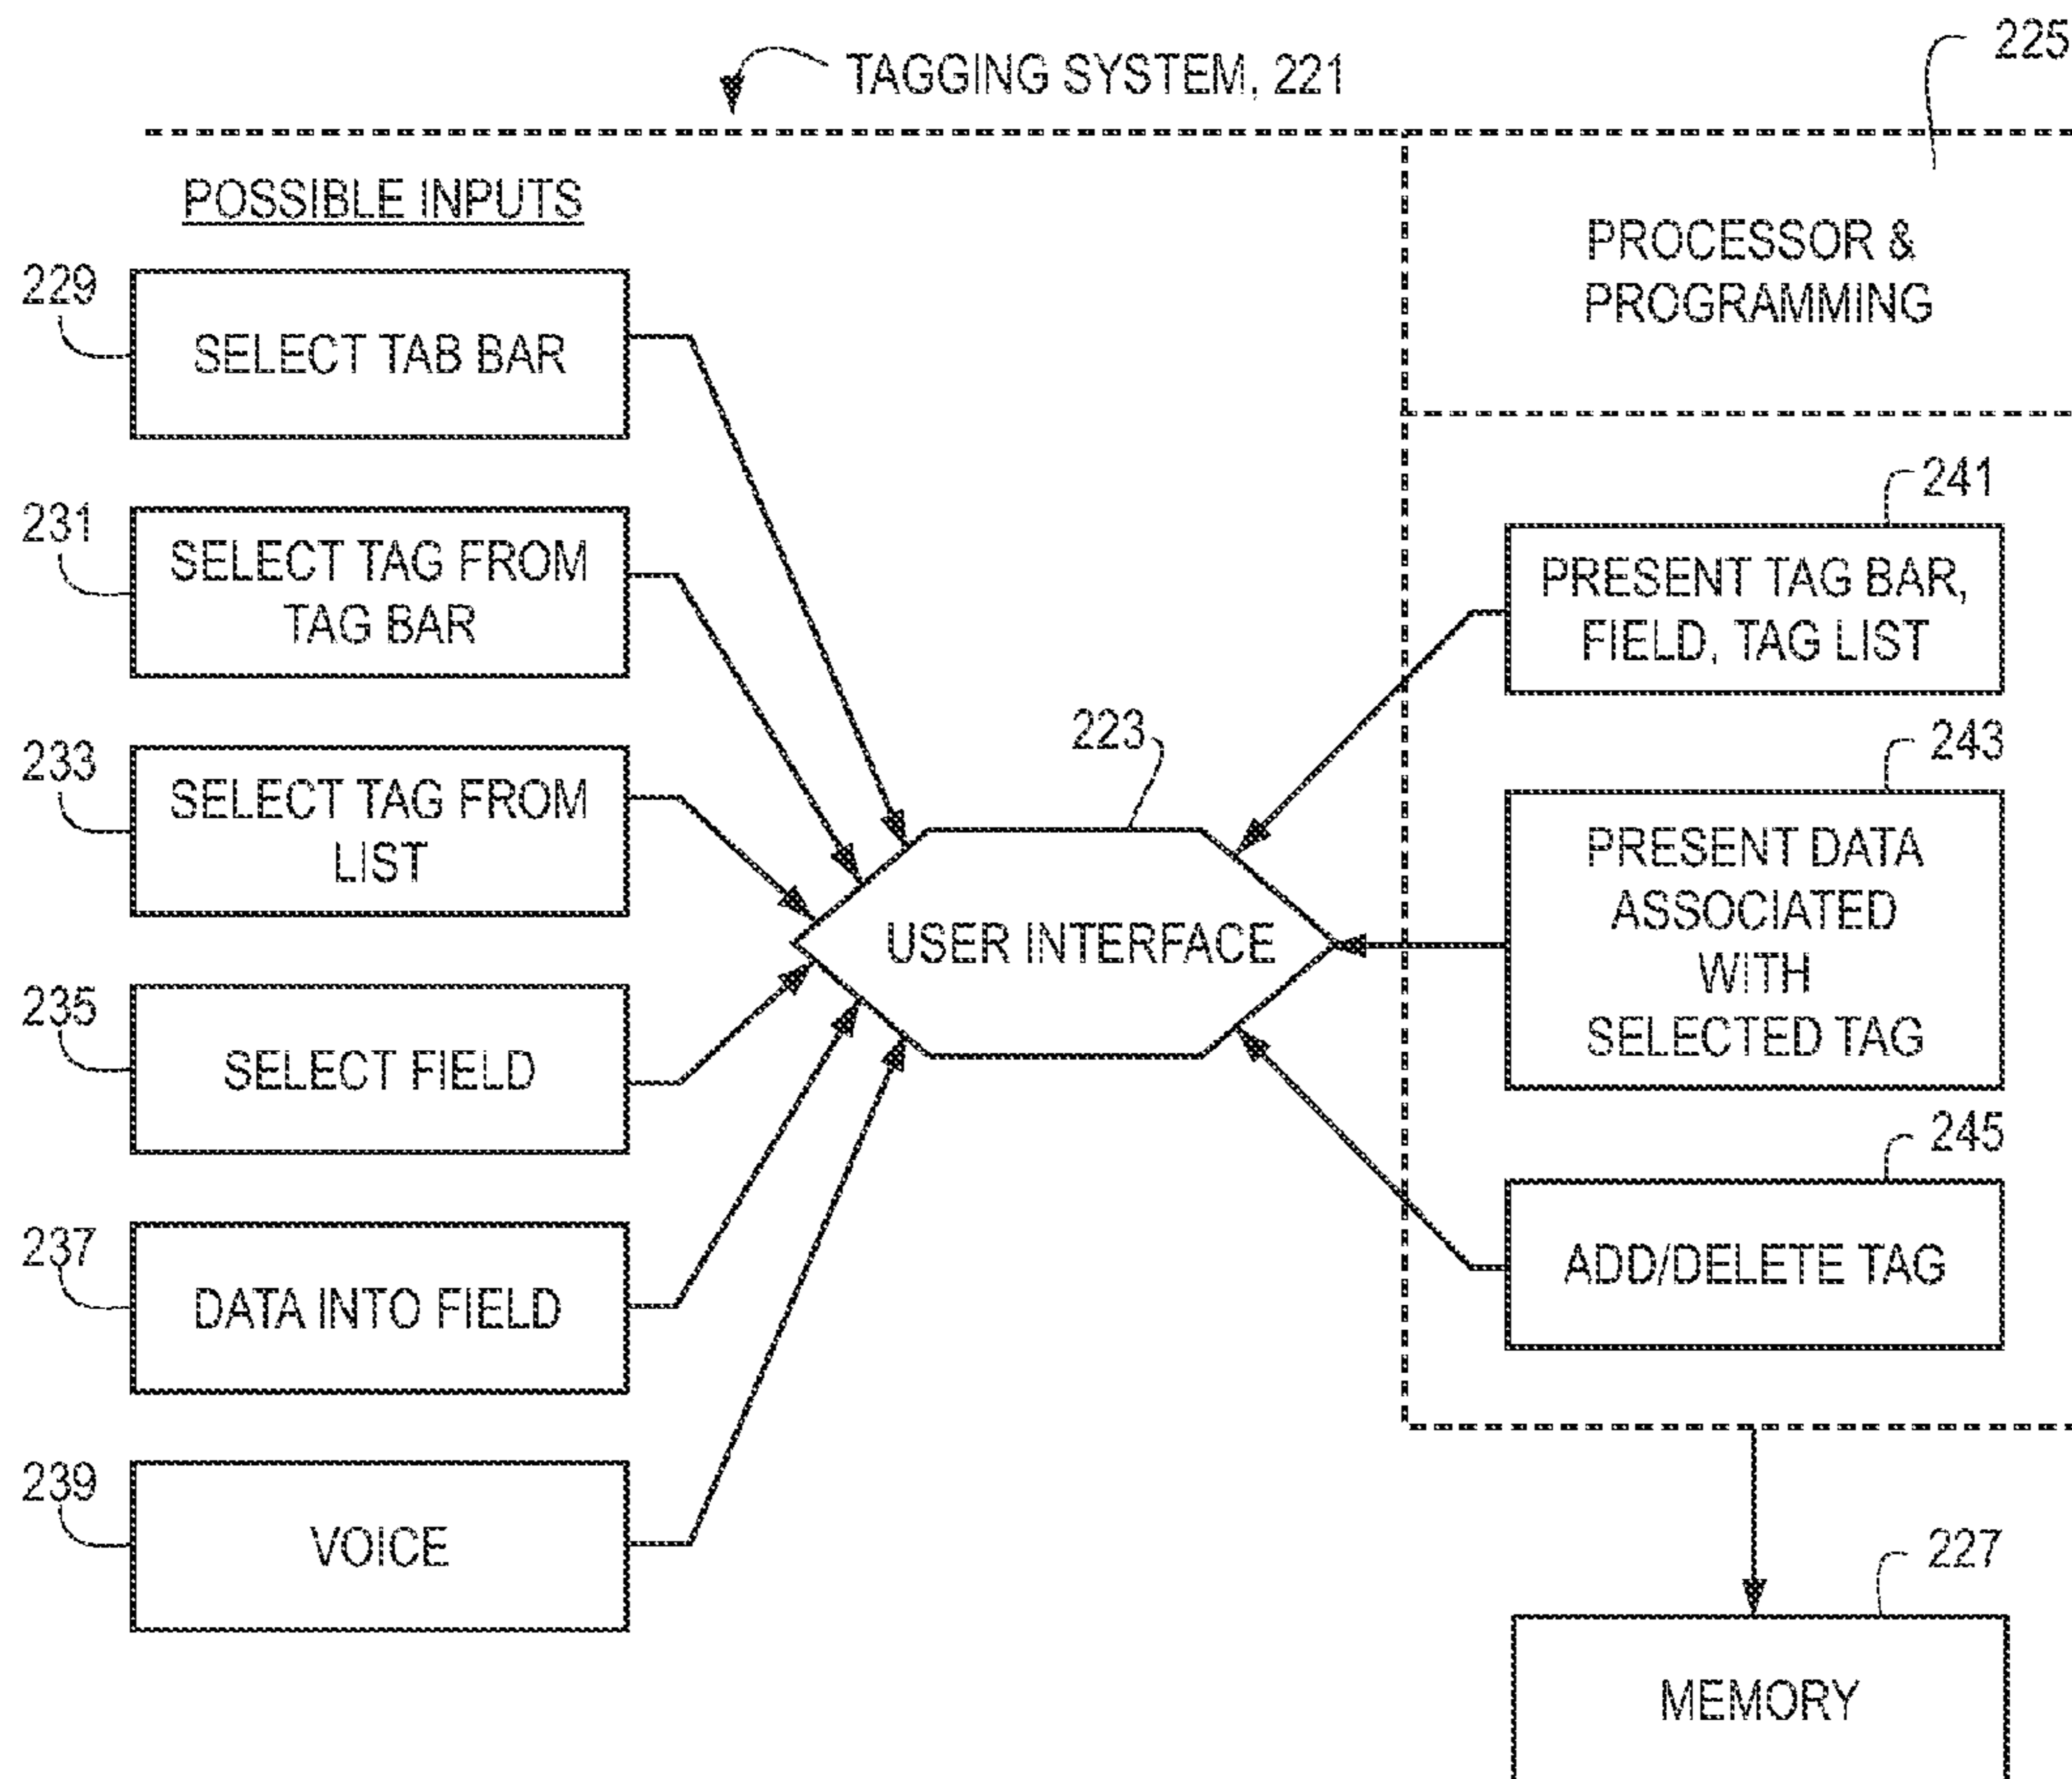 TAGGING SYSTEM, 221
225
POSSIBLE INPUTS
PROCESSOR &
PROGRAMMING
229
SELECT TAB BAR
231
SELECT TAG FROM
TAG BAR
233
SELECT TAG FROM
LIST
235
SELECT FIELD
237
DATA INTO FIELD
239
VOICE
223
USER INTERFACE
241
PRESENT TAG BAR,
FIELD, TAG LIST
243
PRESENT DATA
ASSOCIATED
WITH
SELECTED TAG
245
ADD/DELETE TAG
227
MEMORY